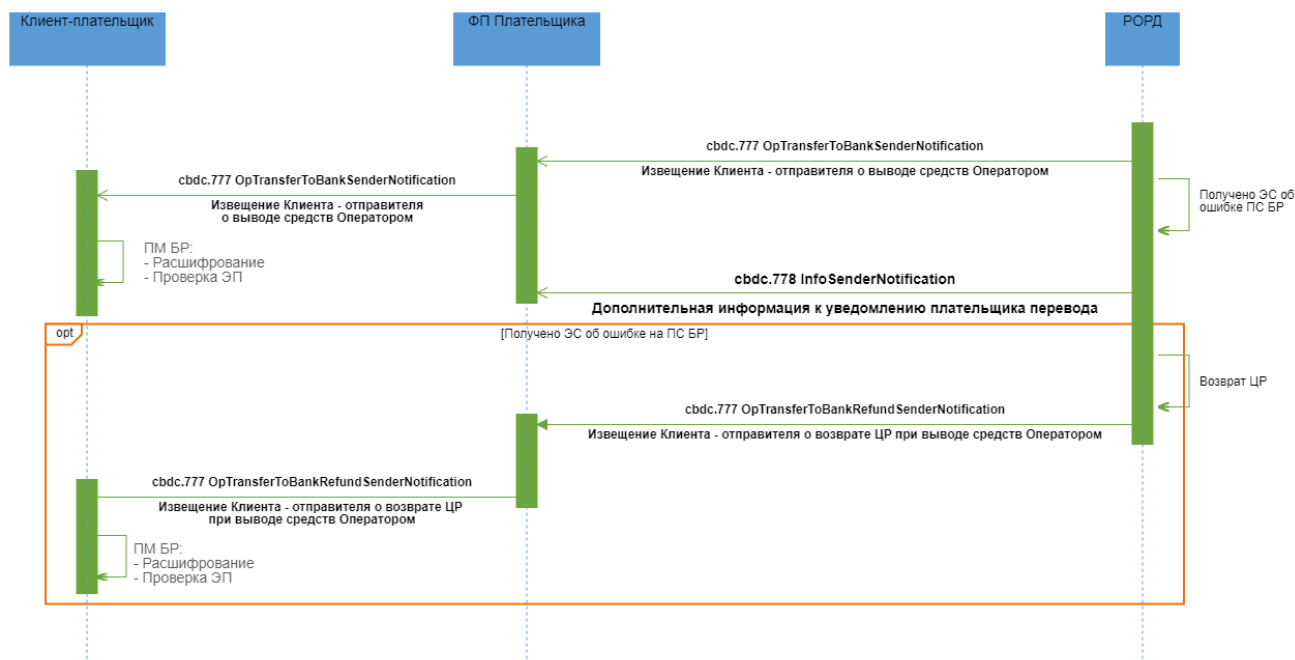 Клиент-плательщик
ФП Плательщика
РОРД
cbdc.777 OpTransferToBankSenderNotification
Извещение Клиента - отправителя о выводе средств Оператором
cbdc.777 OpTransferToBankSenderNotification
Извещение Клиента - отправителя
о выводе средств Оператором
Получено ЭС об
ошибке ПС БР
ПМ БР:
- Расшифрование
- Проверка ЭП
cbdc.778 InfoSenderNotification
Дополнительная информация к уведомлению плательщика перевода
opt
[Получено ЭС об ошибке на ПС БР]
Возврат ЦР
cbdc.777 OpTransferToBankRefundSenderNotification
Извещение Клиента - отправителя о возврате ЦР при выводе средств Оператором
cbdc.777 OpTransferToBankRefundSenderNotification
Извещение Клиента - отправителя о возврате ЦР
при выводе средств Оператором
ПМ БР:
- Расшифрование
- Проверка ЭП